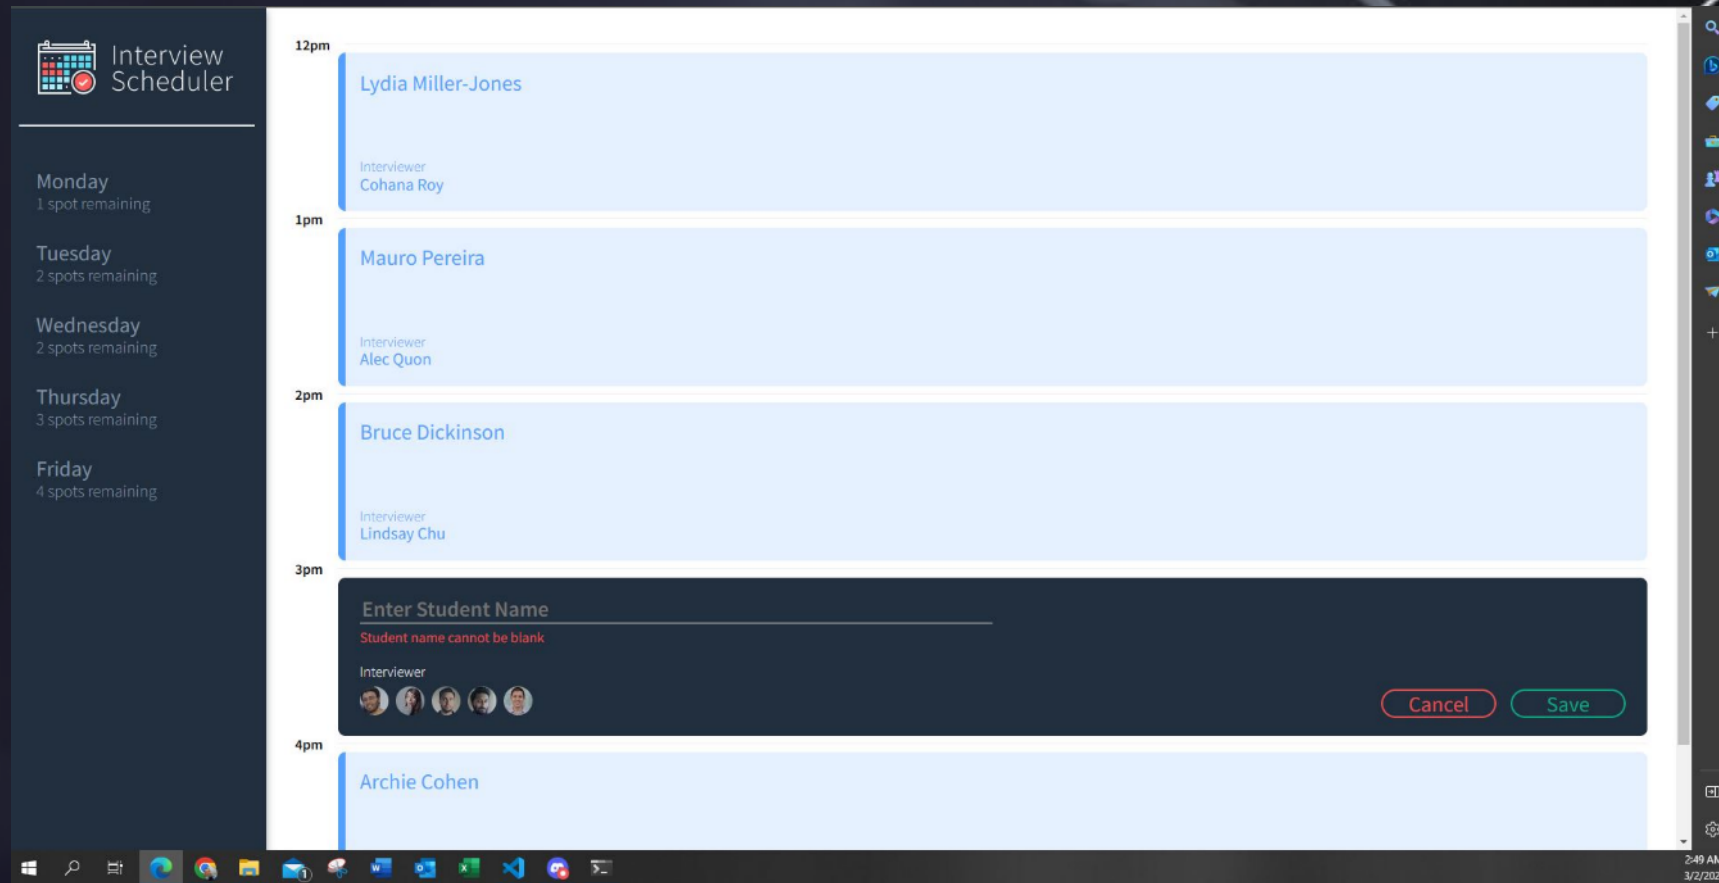 Interview
Scheduler
Monday
1 spot remaining
Tuesday
2 spots remaining
Wednesday
2 spots remaining
Thursday
3 spots remaining
Friday
4 spots remaining
12pm
Lydia Miller-Jones
Interviewer
Cohana Roy
1pm
Mauro Pereira
Interviewer
Alec Quon
2pm
Bruce Dickinson
Interviewer
Lindsay Chu
3pm
Enter Student Name
Student name cannot be blank
Interviewer
Cancel
Save
4pm
Archie Cohen
2:49 AM